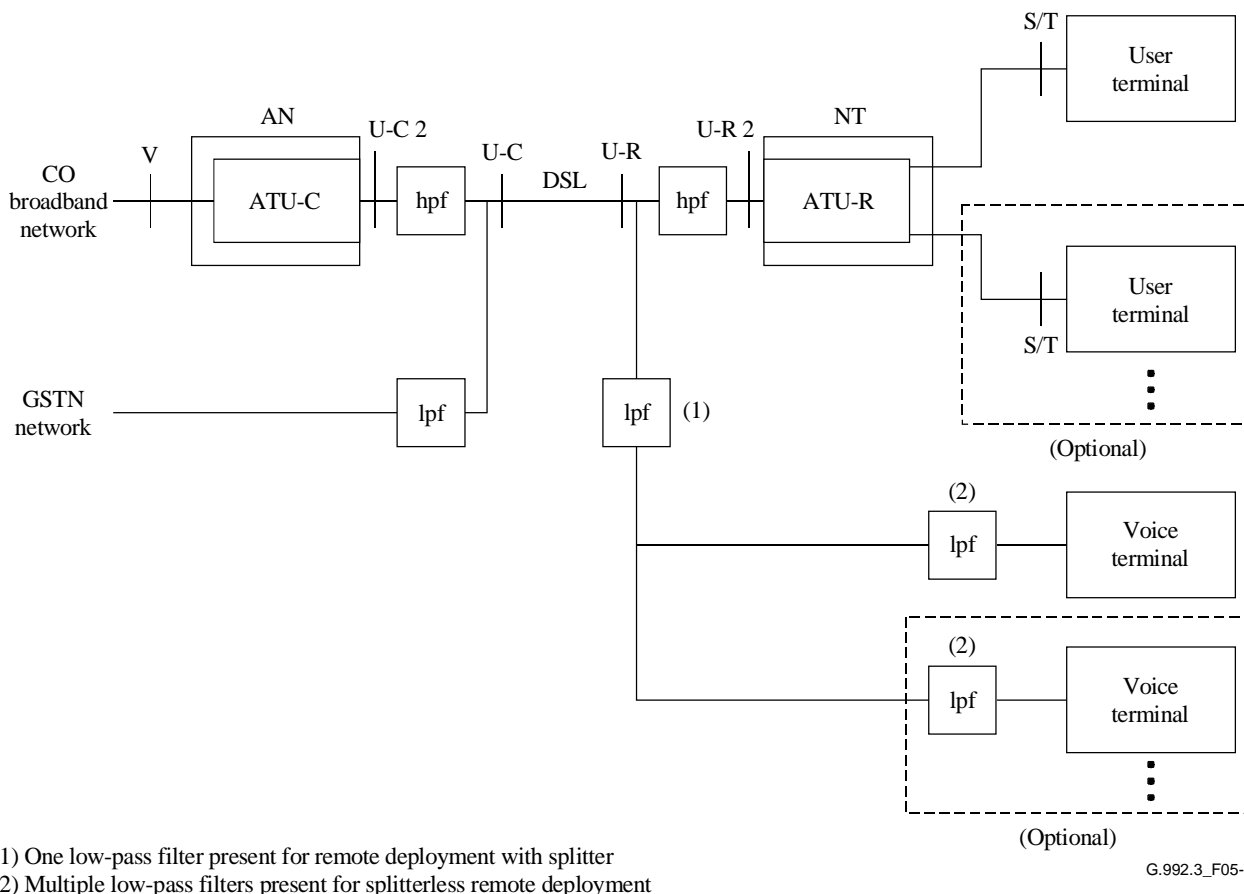 S/T
User
terminal
AN
NT
U-C 2
U-R 2
V
U-C
U-R
CO
broadband
network
ATU-C
hpf
DSL
hpf
ATU-R
User
terminal
S/T
GSTN
network
lpf
lpf
(1)
(Optional)
(2)
lpf
Voice
terminal
(2)
lpf
Voice
terminal
(Optional)
1) One low-pass filter present for remote deployment with splitter
2) Multiple low-pass filters present for splitterless remote deployment
G.992.3_F05-